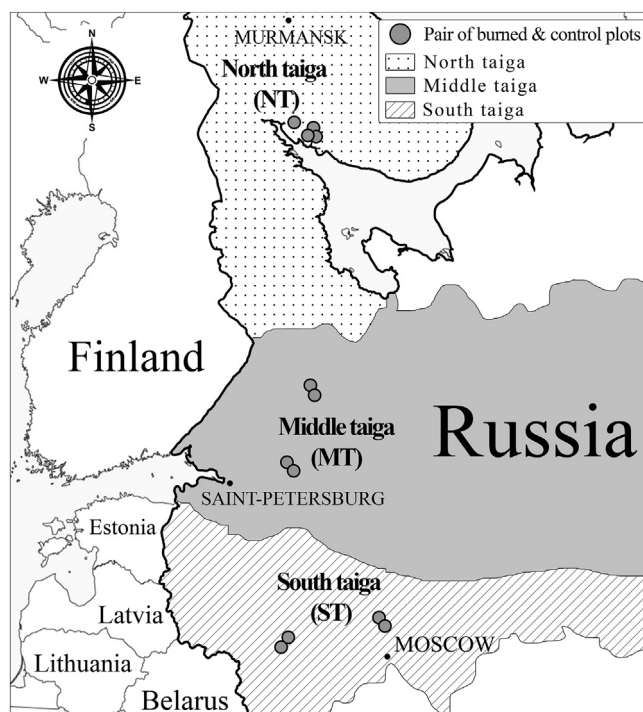 MURMANSK
North taiga
(NT)
Pair of burned & control plots
North taiga
Middle taiga
South taiga
N
W
E
S
Finland
Russia
Middle taiga
(MT)
SAINT-PETERSBURG
Estonia
South taiga
(ST)
Latvia
MOSCOW
Lithuania
Belarus